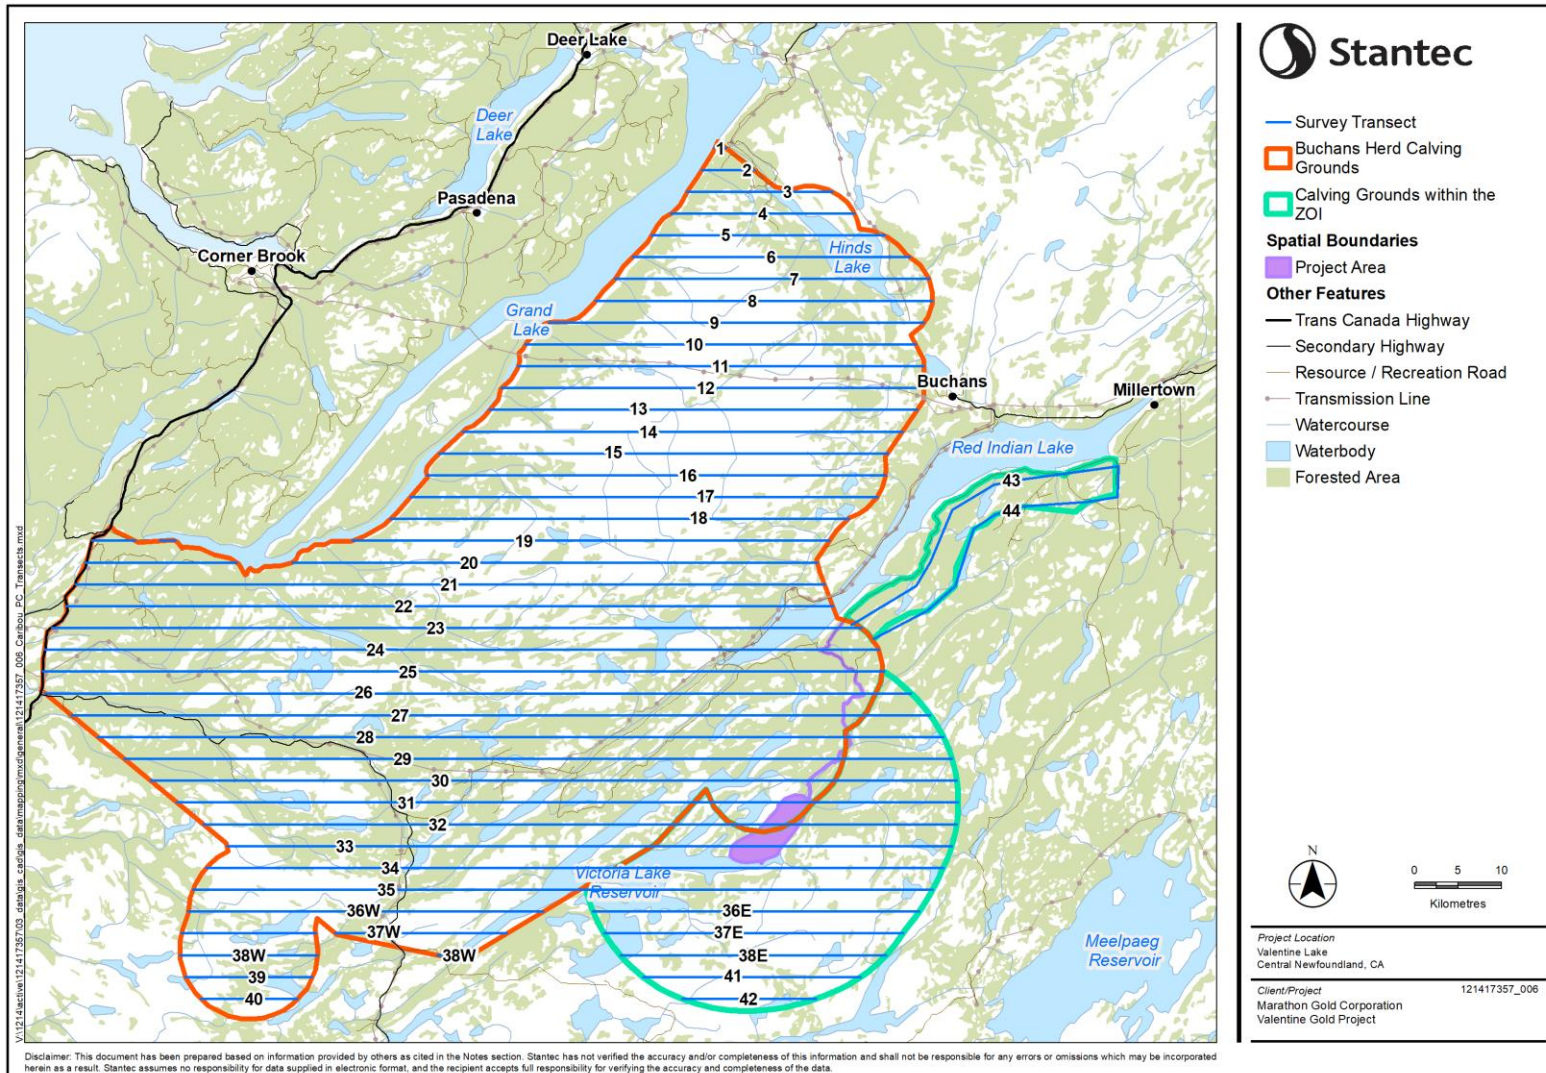 Deer Lake
Deer
Lake
Pasadena
Corner Brook
Grand
Lake
Hinds
Lake
Buchans
Millertown
Red Indian Lake
Victoria Lake
Reservoir
Meelpaeg
Reservoir
1
2
3
4
5
6
7
8
9
10
11
12
13
14
15
16
17
18
19
20
21
22
23
24
25
26
27
28
29
30
31
32
33
34
35
36W
36E
37W
37E
38W
38W
38E
39
41
40
42
43
44
Stantec
Survey Transect
Buchans Herd Calving
Grounds
Calving Grounds within the
ZOI
Spatial Boundaries
Project Area
Other Features
Trans Canada Highway
Secondary Highway
Resource / Recreation Road
Transmission Line
Watercourse
Waterbody
Forested Area
N
0 5 10
Kilometres
Project Location
Valentine Lake
Central Newfoundland, CA
Client/Project 121417357_006
Marathon Gold Corporation
Valentine Gold Project
Disclaimer: This document has been prepared based on information provided by others as cited in the Notes section. Stantec has not verified the accuracy and/or completeness of this information and shall not be responsible for any errors or omissions which may be incorporated
herein as a result. Stantec assumes no responsibility for data supplied in electronic format, and the recipient accepts full responsibility for verifying the accuracy and completeness of the data.